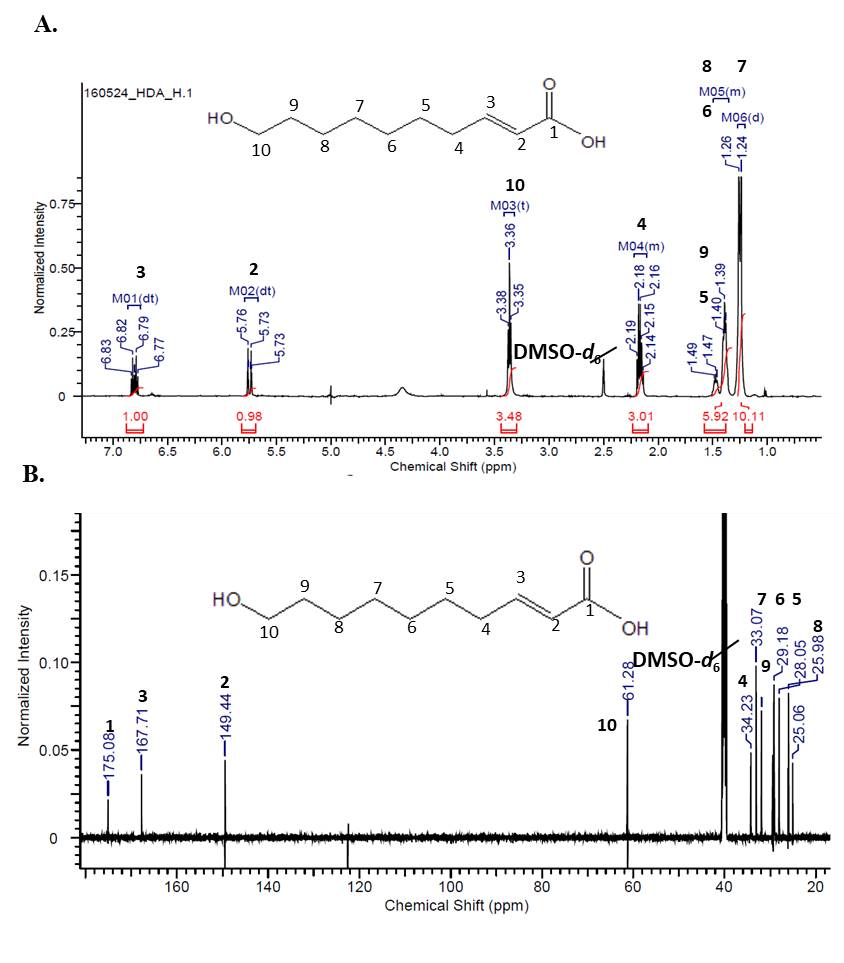 A.
160524_HDA_H.1
HO 9 7 5 3 O
10 8 6 4 2 1 OH
8 7
M05(m)
6 M06(d)
1.26 1.24
10
M03(t)
3.36
3.38 3.35
4
M04(m)
2.18 2.16
2.19 2.15
2.14
9
5
1.39
1.40
1.49 1.47
3
M01(dt)
6.82 6.79
6.83 6.77
2
M02(dt)
5.76 5.73
5.73
DMSO-d6
Normalized Intensity
0.75
0.50
0.25
0
1.00 0.98 3.48 3.01 5.92 10.11
7.0 6.5 6.0 5.5 5.0 4.5 4.0 3.5 3.0 2.5 2.0 1.5 1.0
Chemical Shift (ppm)
B.
HO 9 7 5 3 O
10 8 6 4 2 1 OH
1
175.08
3
167.71
2
149.44
10
61.28
DMSO-d6
7 6 5
33.07
9
29.18
8
28.05
25.98
4
34.23
25.06
Normalized Intensity
0.15
0.10
0.05
0
160 140 120 100 80 60 40 20
Chemical Shift (ppm)